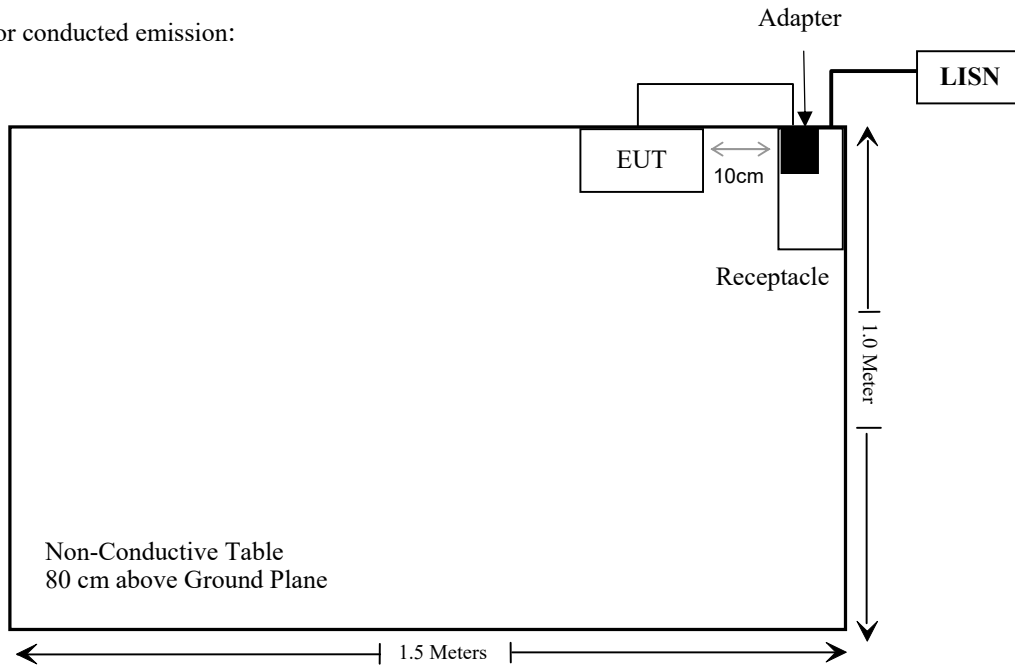 or conducted emission:
Adapter
LISN
EUT
10cm
Receptacle
1.0 Meter
Non-Conductive Table
80 cm above Ground Plane
1.5 Meters